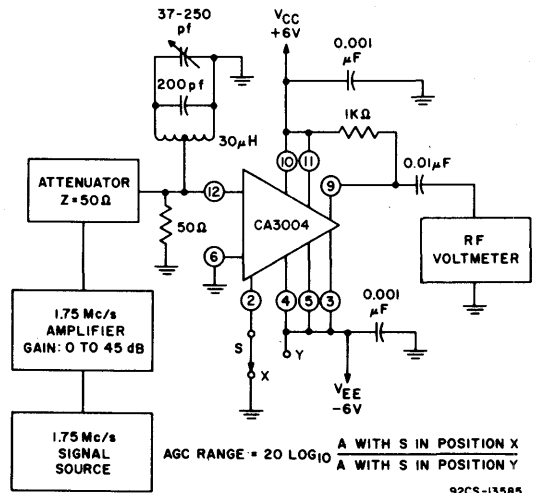 37-250
pf
200pf
30µH
VCC
+6V
0.001
µF
1KΩ
0.01µF
ATTENUATOR
Z=50Ω
50Ω
12
10
11
9
CA3004
6
2
4
5
3
RF
VOLTMETER
1.75 Mc/s
AMPLIFIER
GAIN: 0 TO 45 dB
S
X
Y
0.001
µF
VEE
-6V
1.75 Mc/s
SIGNAL
SOURCE
AGC RANGE = 20 LOG10 A WITH S IN POSITION X
A WITH S IN POSITION Y
92CS-13585